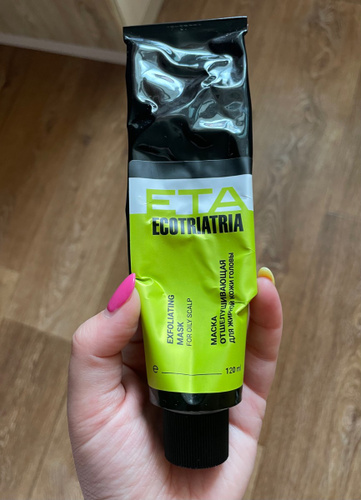 ETA
ECOTRIATRIA
EXFOLIATING
MASK
FOR OILY SCALP
МАСКА
ОТШЕЛУШИВАЮЩАЯ
ДЛЯ ЖИРНОЙ КОЖИ ГОЛОВЫ
e
120 ml